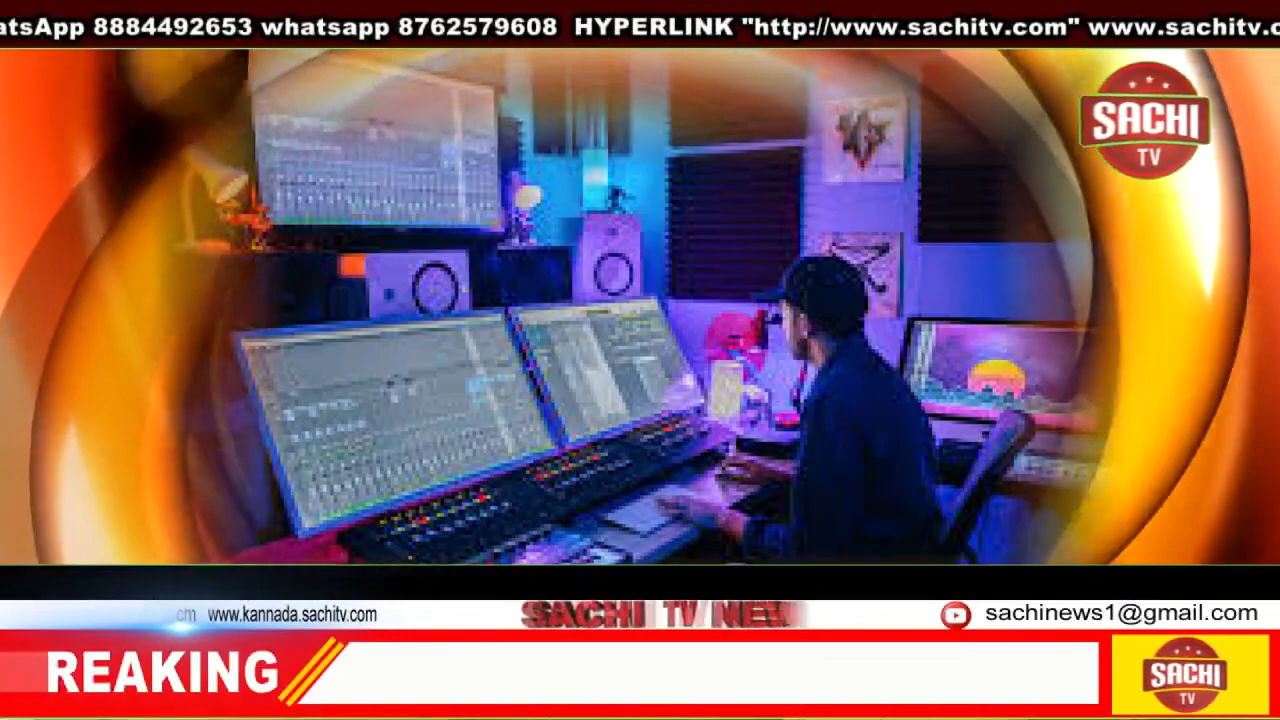 atsApp 8884492653 whatsapp 8762579608 HYPERLINK "http://www.sachitv.com" www.sachitv.c
SACHI
TV
cm www.kannada.sachitv.com
SACHI TV NEW
sachinews1@gmail.com
REAKING
SACHI
TV